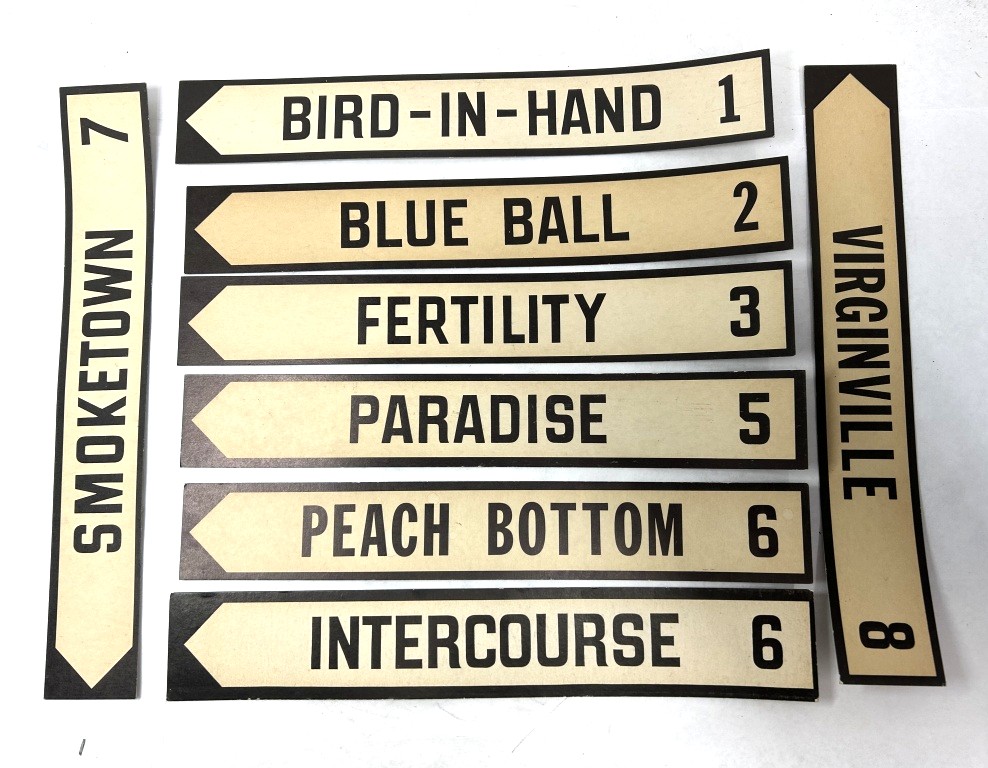 SMOKETOWN 7
BIRD-IN-HAND 1
BLUE BALL 2
FERTILITY 3
PARADISE 5
PEACH BOTTOM 6
INTERCOURSE 6
VIRGINVILLE 8